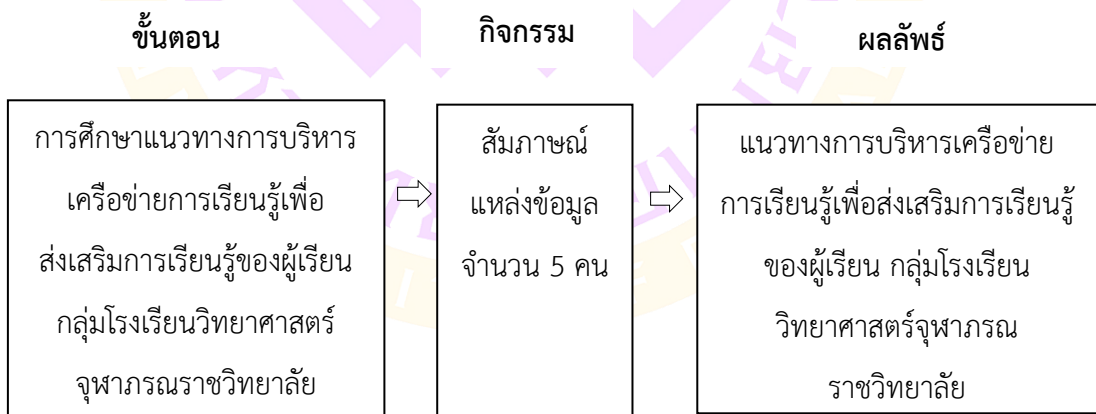 ขั้นตอน
กิจกรรม
ผลลัพธ์
การศึกษาแนวทางการบริหาร
เครือข่ายการเรียนรู้เพื่อ
ส่งเสริมการเรียนรู้ของผู้เรียน
กลุ่มโรงเรียนวิทยาศาสตร์
จุฬาภรณราชวิทยาลัย
สัมภาษณ์
แหล่งข้อมูล
จำนวน 5 คน
แนวทางการบริหารเครือข่าย
การเรียนรู้เพื่อส่งเสริมการเรียนรู้
ของผู้เรียน กลุ่มโรงเรียน
วิทยาศาสตร์จุฬาภรณ
ราชวิทยาลัย